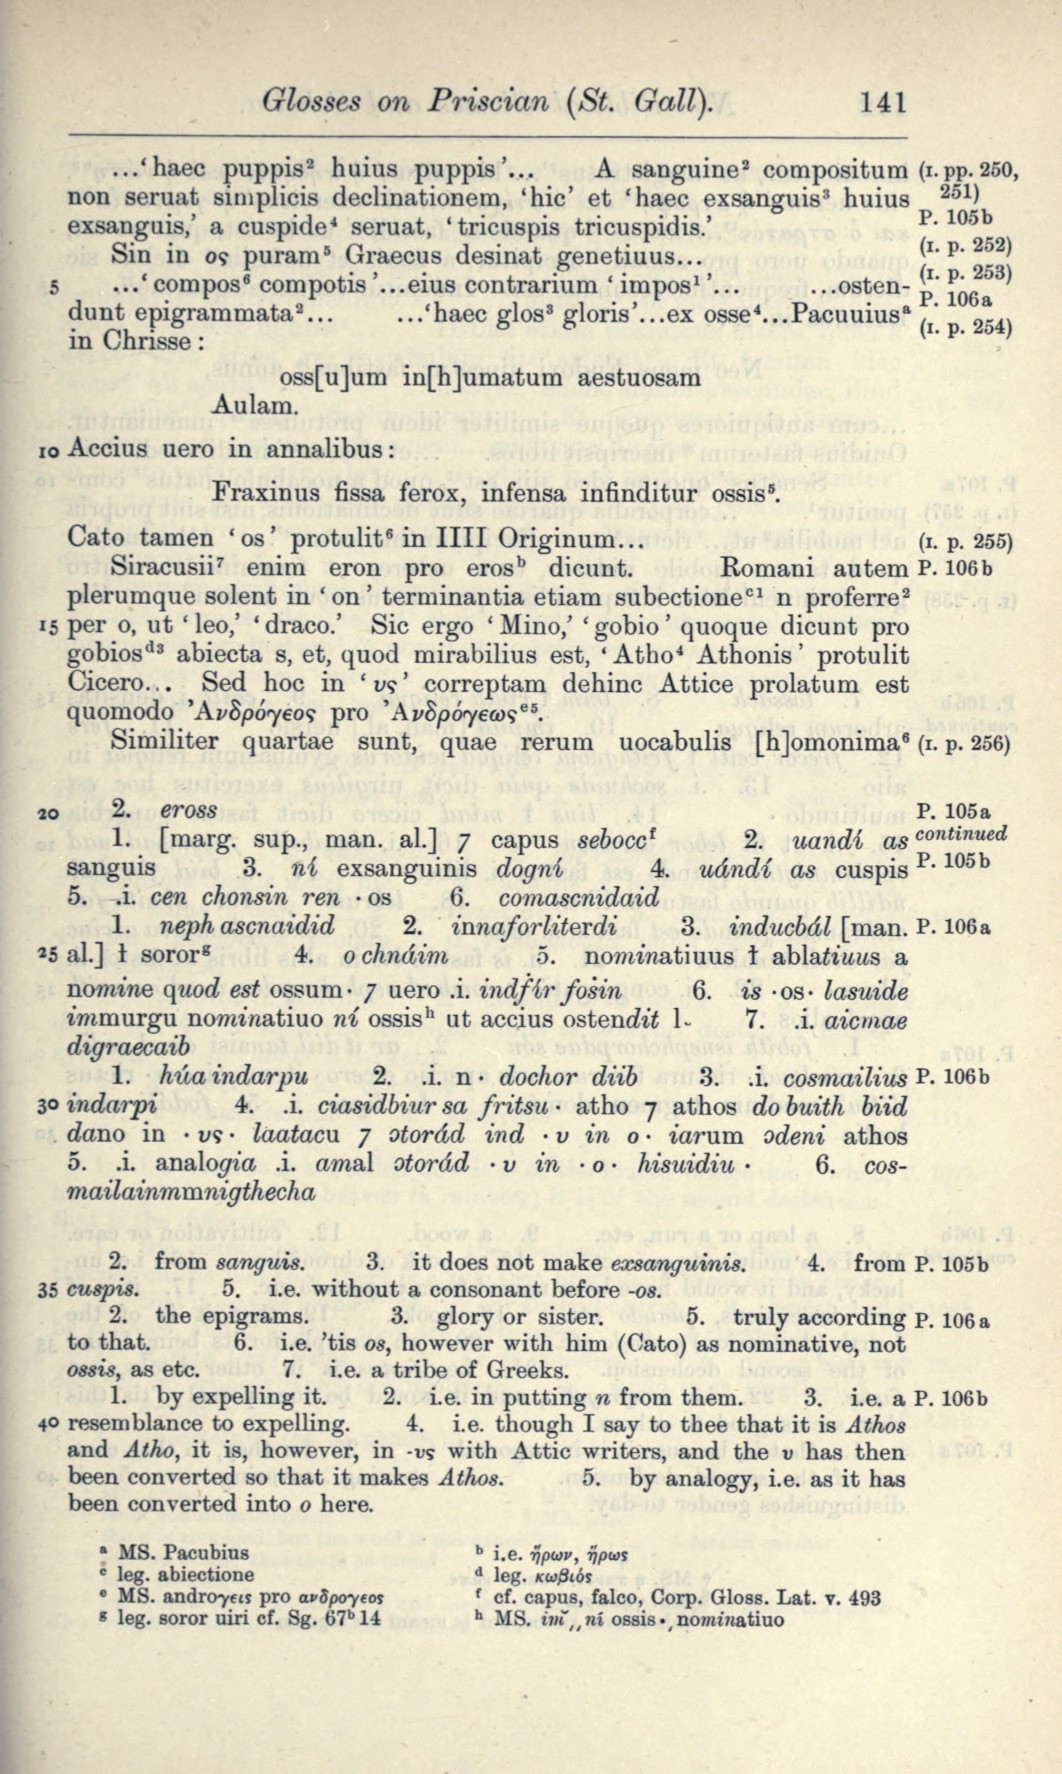 Glosses on Priscian (St. Gall). 141
...‘haec puppis² huius puppis’... A sanguine² compositum (I. pp. 250, 251)
non seruat simplicis declinationem, ‘hic’ et ‘haec exsanguis³ huius P. 105b
exsanguis,’ a cuspide⁴ seruat, ‘tricuspis tricuspidis.’
Sin in ος puram⁵ Graecus desinat genetiuus... (I. p. 252)
5 ...‘compos⁶ compotis’...eius contrarium ‘impos¹’... ...osten- (I. p. 253) P. 106a
dunt epigrammata²... ...‘haec glos³ gloris’...ex osse⁴...Pacuuiusᵃ (I. p. 254)
in Chrisse :
oss[u]um in[h]umatum aestuosam
Aulam.
10 Accius uero in annalibus :
Fraxinus fissa ferox, infensa infinditur ossis⁵.
Cato tamen ‘os’ protulit⁶ in IIII Originum... (I. p. 255)
Siracusii⁷ enim eron pro erosᵇ dicunt. Romani autem P. 106b
plerumque solent in ‘on’ terminantia etiam subectioneᶜ¹ n proferre²
15 per o, ut ‘leo,’ ‘draco.’ Sic ergo ‘Mino,’ ‘gobio’ quoque dicunt pro
gobiosᵈ³ abiecta s, et, quod mirabilius est, ‘Atho⁴ Athonis’ protulit
Cicero... Sed hoc in ‘υς’ correptam dehinc Attice prolatum est
quomodo Ἀνδρόγεος pro Ἀνδρόγεωςᵉ⁵.
Similiter quartae sunt, quae rerum uocabulis [h]omonima⁶ (I. p. 256)
20 2. eross P. 105a continued
1. [marg. sup., man. al.] ⁊ capus seboccᶠ 2. uandí as
sanguis 3. ní exsanguinis dogní 4. uándí as cuspis P. 105b
5. .i. cen chonsin ren · os 6. comascnidaid
1. neph ascnaidid 2. innaforliterdi 3. inducbál [man. P. 106a
25 al.] ɫ sororᵍ 4. o chnáim 5. nominatiuus ɫ ablatiuus a
nomine quod est ossum · ⁊ uero .i. indḟír foṡin 6. is ·os· lasuide
immurgu nominatiuo ní ossisʰ ut accius ostendit l- 7. .i. aicmae
digraecaib
1. húa indarpu 2. .i. n · dochor diib 3. .i. cosmailius P. 106b
30 indarpi 4. .i. ciasidbiur sa fritsu · atho ⁊ athos do buith biid
dano in · υς · laatacu ⁊ ɔtorád ind · υ in o · iarum ɔdeni athos
5. .i. analogia .i. amal ɔtorád · υ in · o · hisuidiu · 6. cos-
mailainmmnigthecha
2. from sanguis. 3. it does not make exsanguinis. 4. from P. 105b
35 cuspis. 5. i.e. without a consonant before -os.
2. the epigrams. 3. glory or sister. 5. truly according P. 106a
to that. 6. i.e. ’tis os, however with him (Cato) as nominative, not
ossis, as etc. 7. i.e. a tribe of Greeks.
1. by expelling it. 2. i.e. in putting n from them. 3. i.e. a P. 106b
40 resemblance to expelling. 4. i.e. though I say to thee that it is Athos
and Atho, it is, however, in -υς with Attic writers, and the υ has then
been converted so that it makes Athos. 5. by analogy, i.e. as it has
been converted into o here.
ᵃ MS. Pacubius ᵇ i.e. ἥρων, ἥρως
ᶜ leg. abiectione ᵈ leg. κωβιός
ᵉ MS. androγεις pro ανδρογεος ᶠ cf. capus, falco, Corp. Gloss. Lat. v. 493
ᵍ leg. soror uiri cf. Sg. 67ᵇ 14 ʰ MS. im̄ ,, ní ossis · , nominatiuo